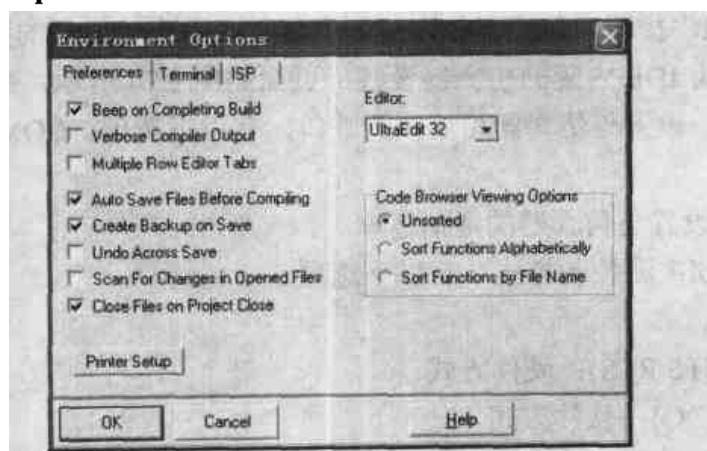 Environment Options
Preferences
Terminal
ISP
Beep on Completing Build
Verbose Compiler Output
Multiple Row Editor Tabs
Auto Save Files Before Compiling
Create Backup on Save
Undo Across Save
Scan For Changes in Opened Files
Close Files on Project Close
Printer Setup
Editor:
UltraEdit 32
Code Browser Viewing Options
Unsorted
Sort Functions Alphabetically
Sort Functions by File Name
OK
Cancel
Help